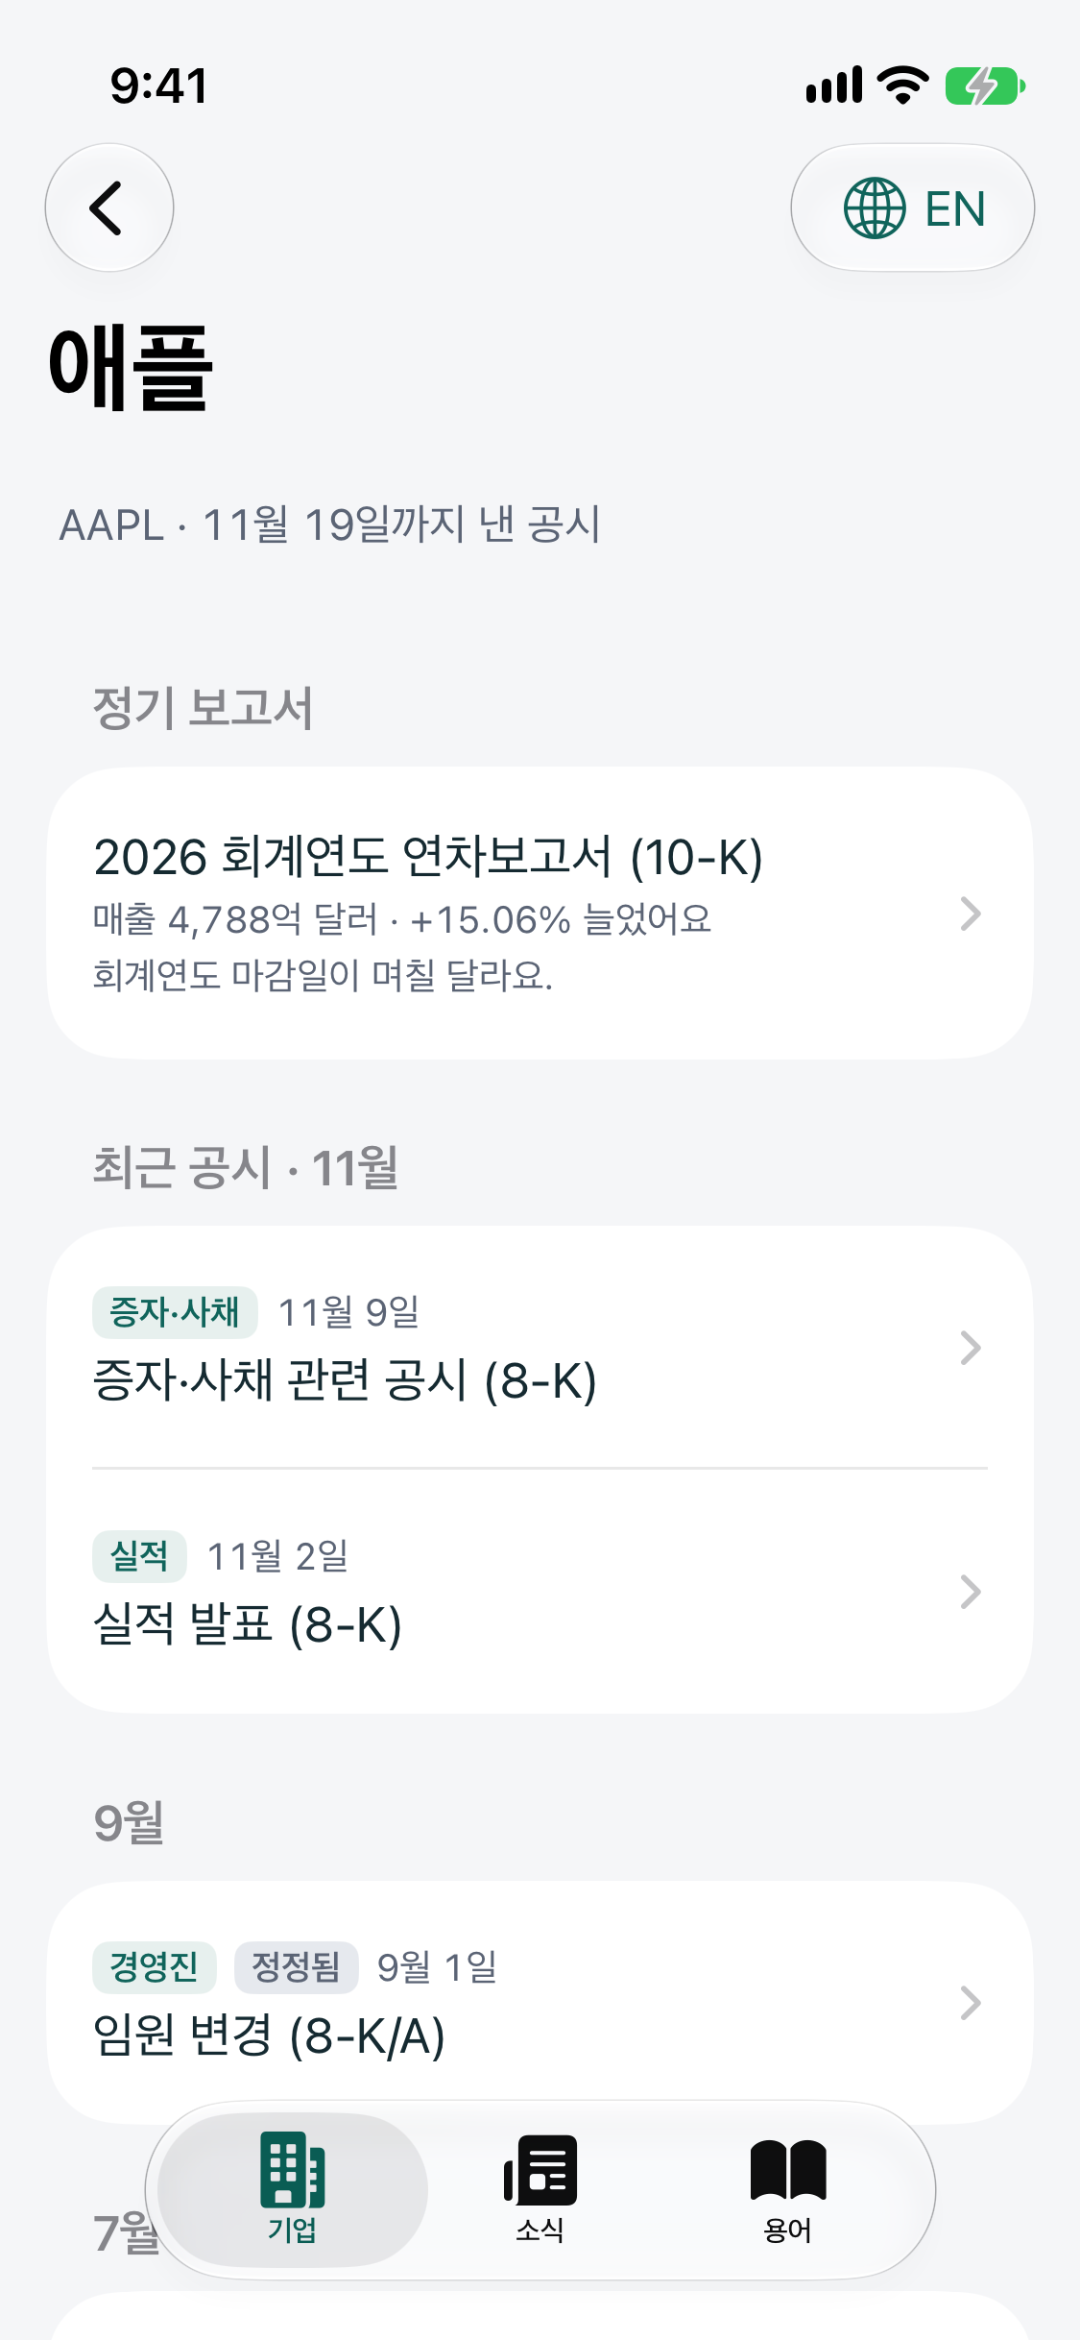 9:41
EN
애플
AAPL · 11월 19일까지 낸 공시
정기 보고서
2026 회계연도 연차보고서 (10-K)
매출 4,788억 달러 · +15.06% 늘었어요
회계연도 마감일이 며칠 달라요.
최근 공시 · 11월
증자·사채 11월 9일
증자·사채 관련 공시 (8-K)
실적 11월 2일
실적 발표 (8-K)
9월
경영진 정정됨 9월 1일
임원 변경 (8-K/A)
7월
기업 소식 용어